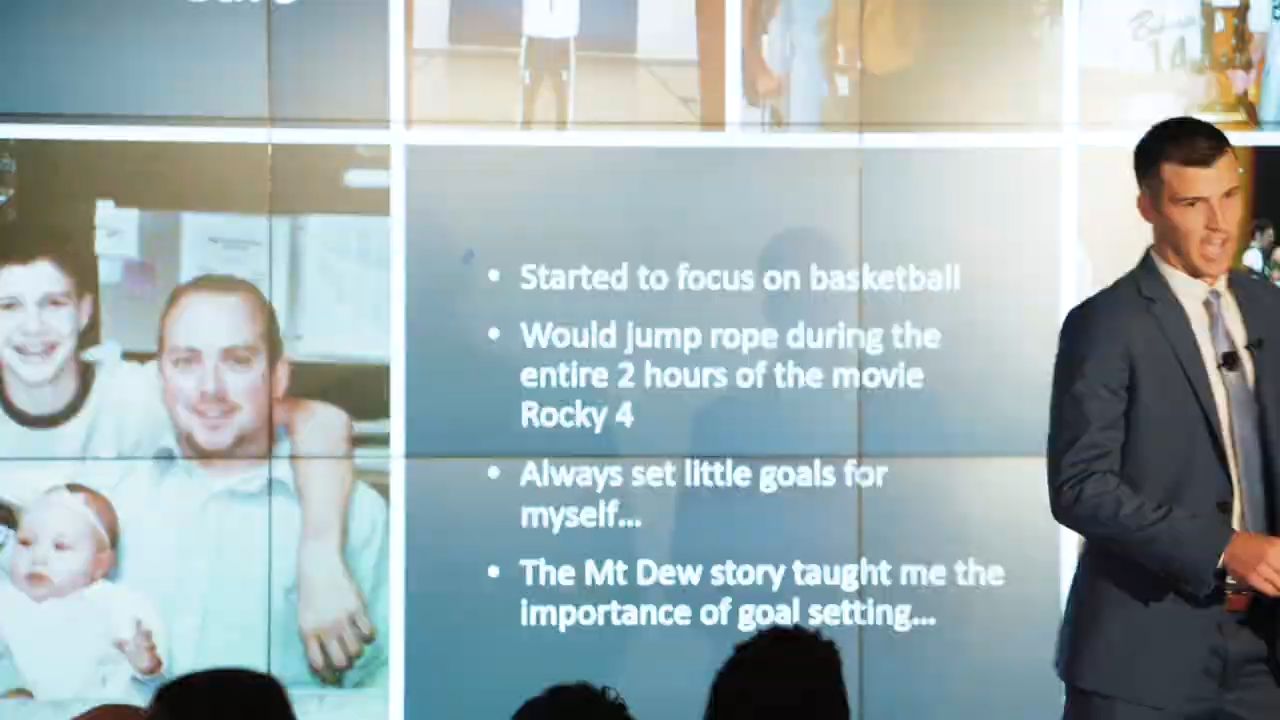 • Started to focus on basketball
• Would jump rope during the
entire 2 hours of the movie
Rocky 4
• Always set little goals for
myself...
• The Mt Dew story taught me the
importance of goal setting...